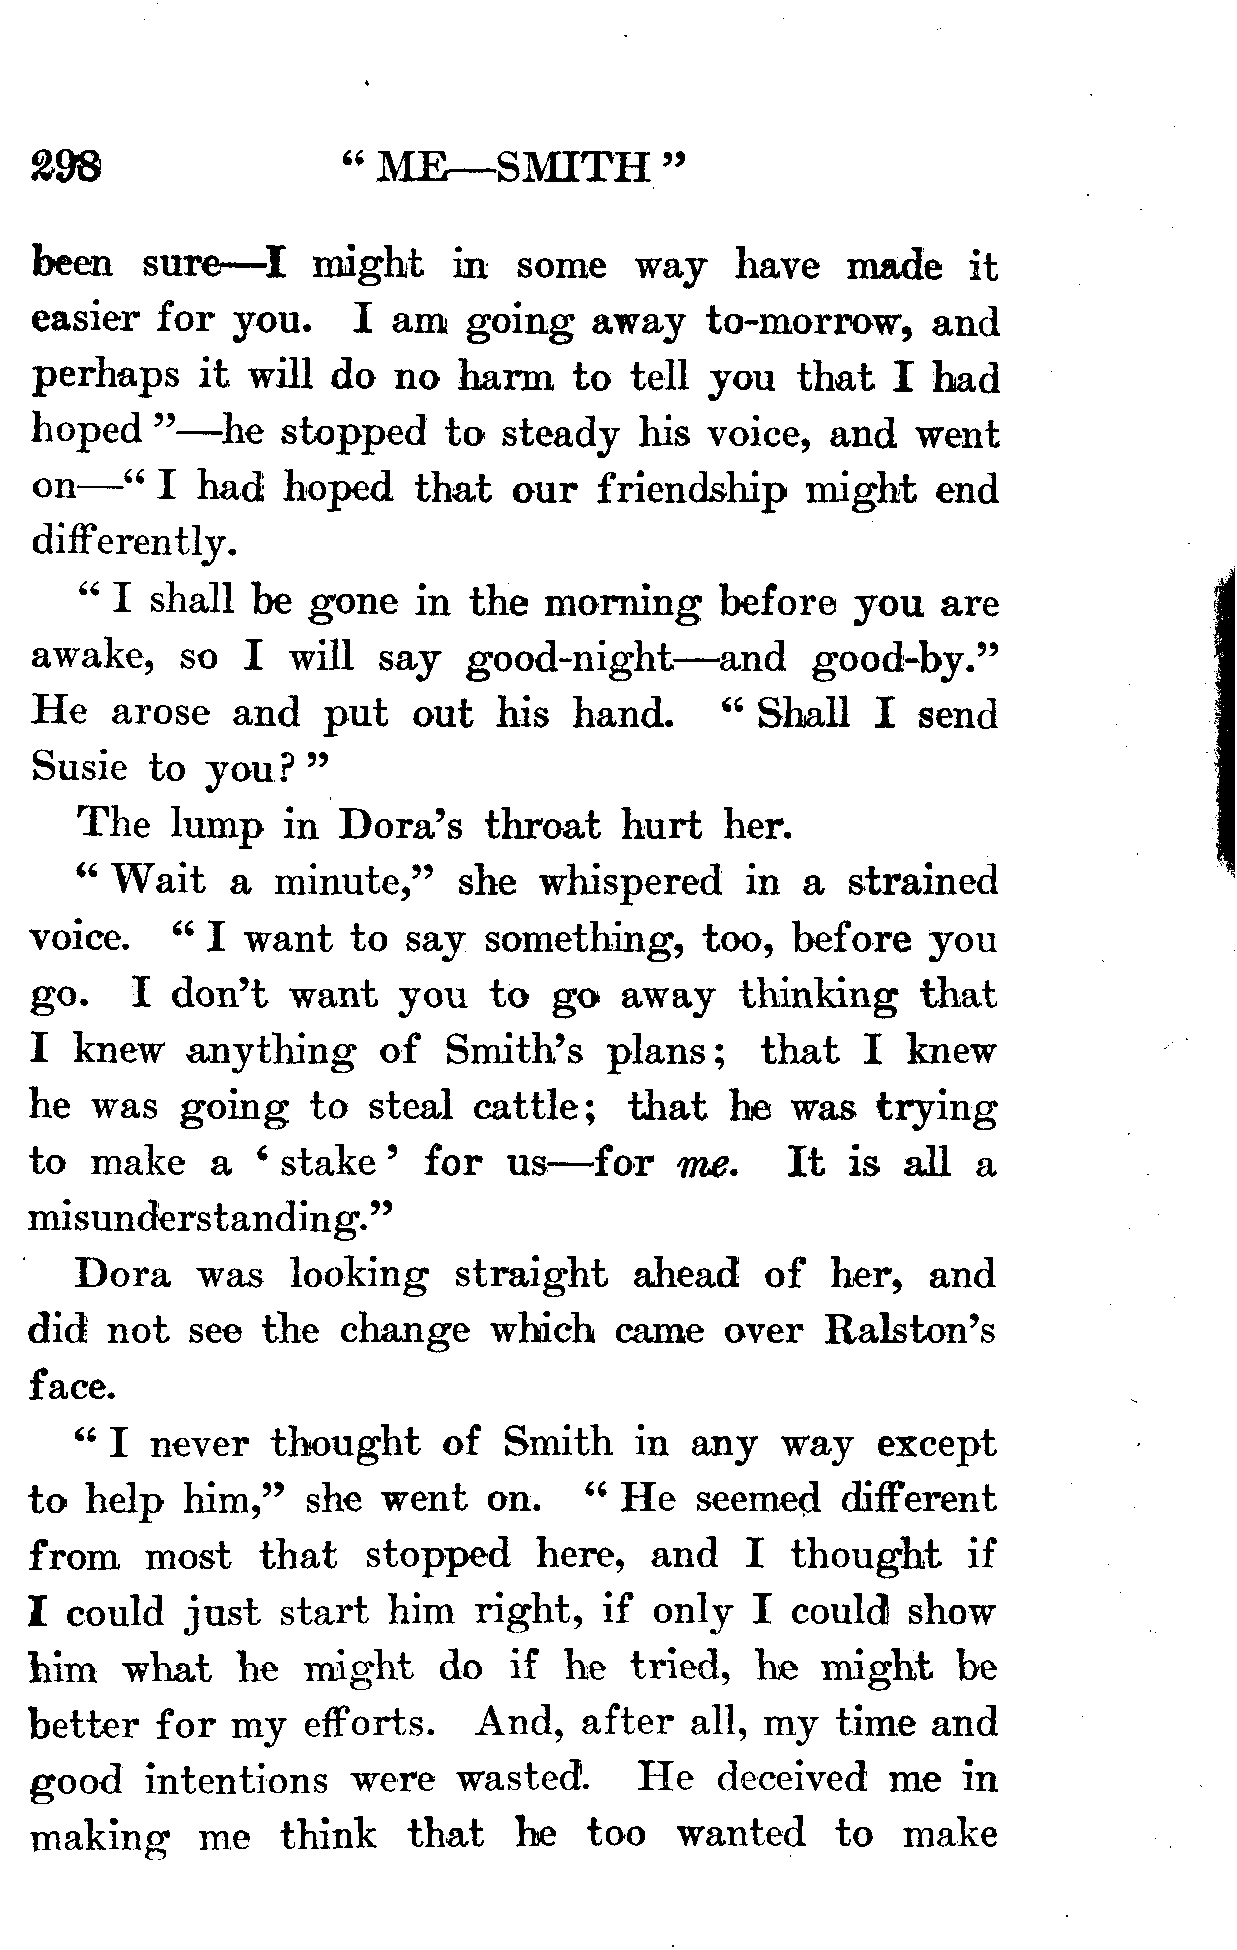 298 " ME—SMITH "
been sure—I might in some way have made it
easier for you. I am going away to-morrow, and
perhaps it will do no harm to tell you that I had
hoped "—he stopped to steady his voice, and went
on—" I had hoped that our friendship might end
differently.
" I shall be gone in the morning before you are
awake, so I will say good-night—and good-by."
He arose and put out his hand. " Shall I send
Susie to you? "
The lump in Dora's throat hurt her.
" Wait a minute," she whispered in a strained
voice. " I want to say something, too, before you
go. I don't want you to go away thinking that
I knew anything of Smith's plans; that I knew
he was going to steal cattle; that he was trying
to make a ' stake ' for us—for me. It is all a
misunderstanding."
Dora was looking straight ahead of her, and
did not see the change which came over Ralston's
face.
" I never thought of Smith in any way except
to help him," she went on. " He seemed different
from most that stopped here, and I thought if
I could just start him right, if only I could show
him what he might do if he tried, he might be
better for my efforts. And, after all, my time and
good intentions were wasted. He deceived me in
making me think that he too wanted to make